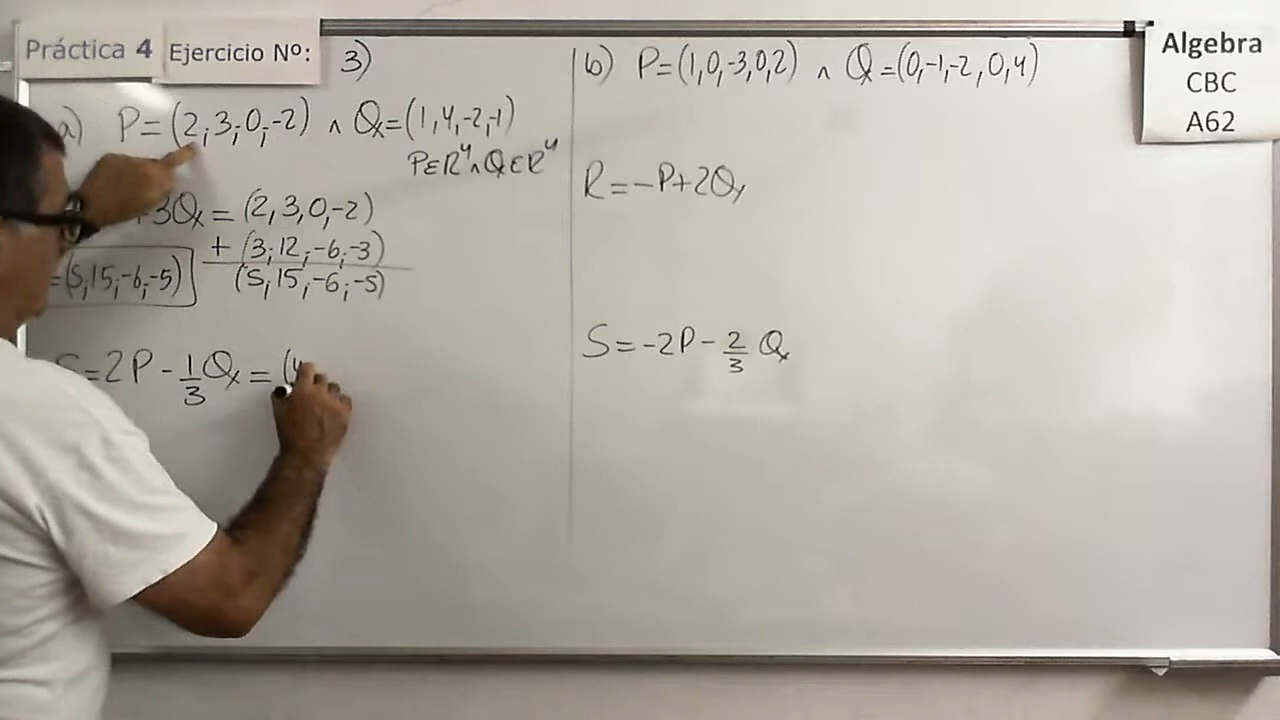 Práctica 4 Ejercicio Nº: 3)
a) P=(2;3;0;-2) ∧ Q=(1,4,-2,-1)
P∈R⁴ ∧ Q∈R⁴
+3Q=(2,3,0,-2)
+(3;12;-6,-3)
=(5;15;-6;-5) (5,15,-6,-5)
S=2P-1/3Q=(4
b) P=(1,0,-3,0,2) ∧ Q=(0,-1,-2,0,4)
R=-P+2Q
S=-2P-2/3 Q
Algebra
CBC
A62